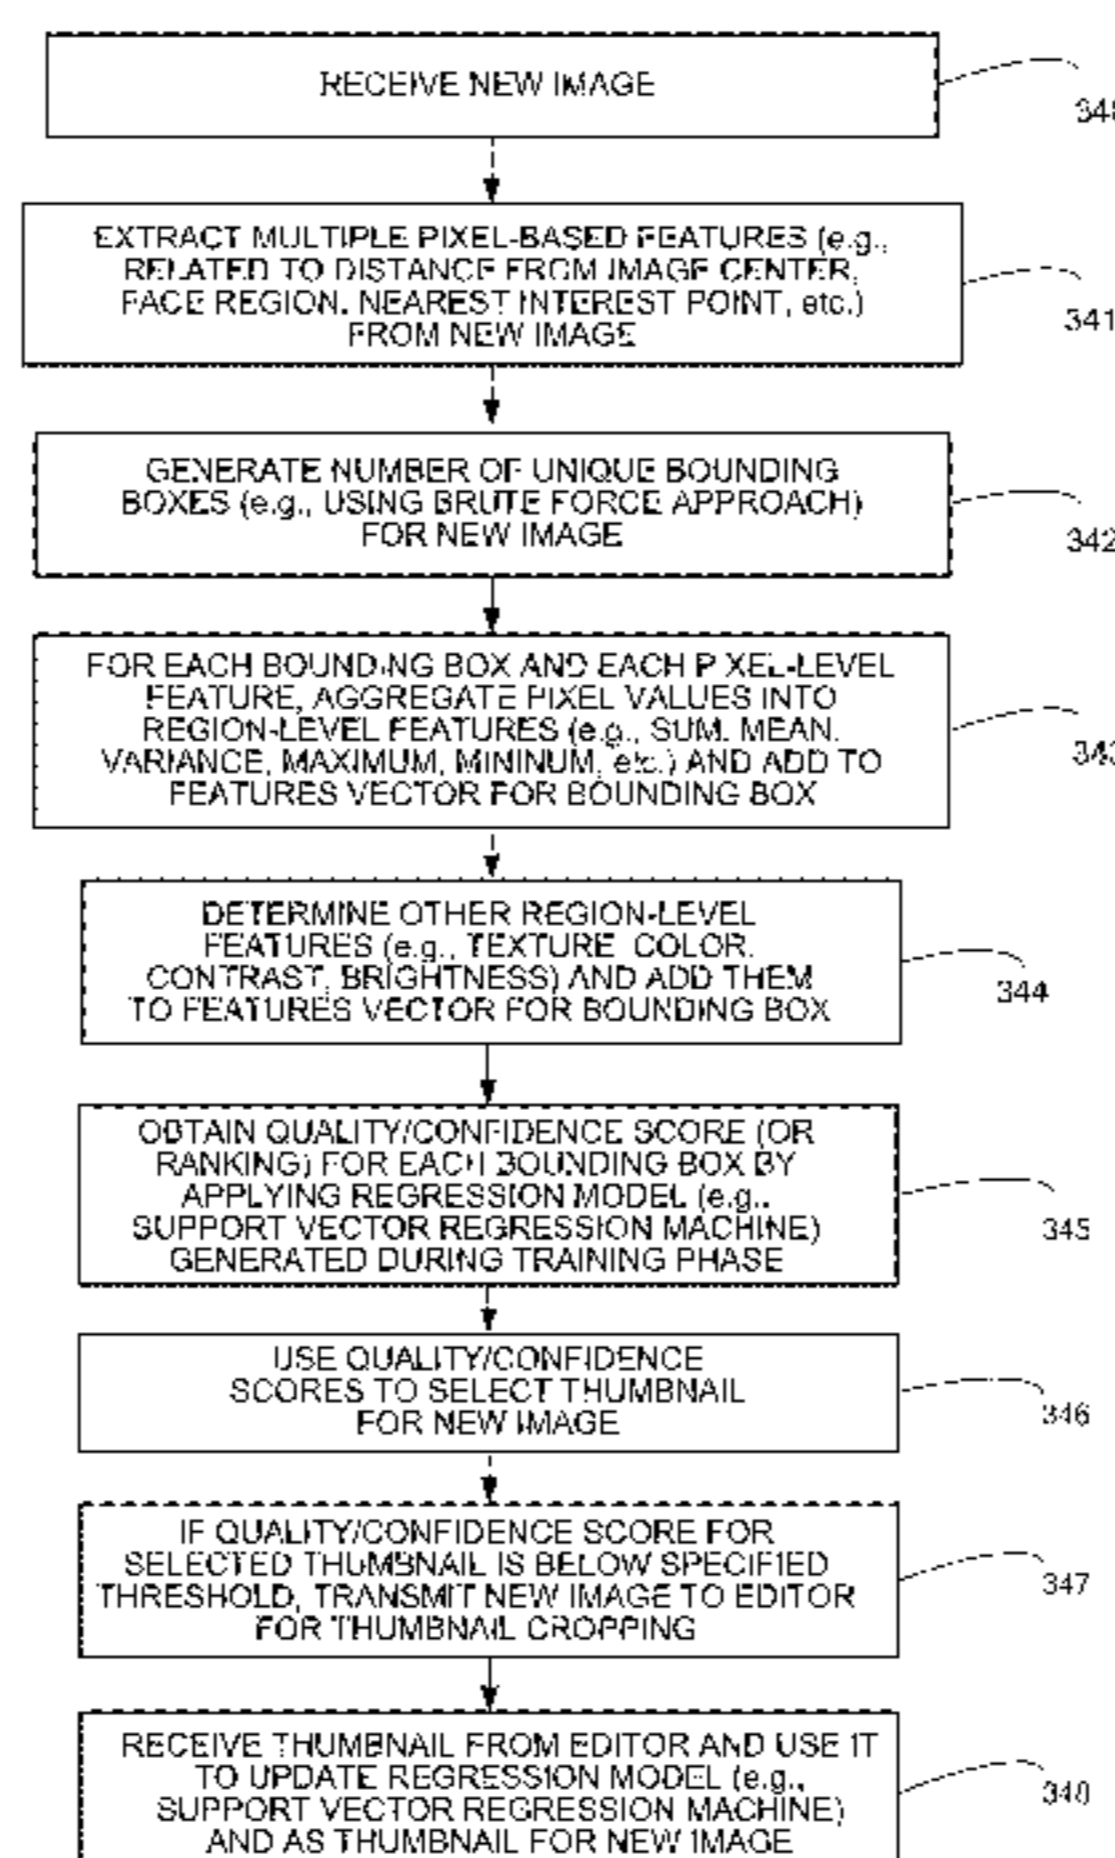 RECEIVE NEW IMAGE
EXTRACT MULTIPLE PIXEL-BASED FEATURES (e.g.,
RELATED TO DISTANCE FROM IMAGE CENTER,
FACE REGION, NEAREST INTEREST POINT, etc.)
FROM NEW IMAGE
341
GENERATE NUMBER OF UNIQUE BOUNDING
BOXES (e.g., USING BRUTE FORCE APPROACH)
FOR NEW IMAGE
342
FOR EACH BOUNDING BOX AND EACH PIXEL-LEVEL
FEATURE, AGGREGATE PIXEL VALUES INTO
REGION-LEVEL FEATURES (e.g., SUM, MEAN,
VARIANCE, MAXIMUM, MININUM, etc.) AND ADD TO
FEATURES VECTOR FOR BOUNDING BOX
343
DETERMINE OTHER REGION-LEVEL
FEATURES (e.g., TEXTURE, COLOR,
CONTRAST, BRIGHTNESS) AND ADD THEM
TO FEATURES VECTOR FOR BOUNDING BOX
344
OBTAIN QUALITY/CONFIDENCE SCORE (OR
RANKING) FOR EACH BOUNDING BOX BY
APPLYING REGRESSION MODEL (e.g.,
SUPPORT VECTOR REGRESSION MACHINE)
GENERATED DURING TRAINING PHASE
345
USE QUALITY/CONFIDENCE
SCORES TO SELECT THUMBNAIL
FOR NEW IMAGE
346
IF QUALITY/CONFIDENCE SCORE FOR
SELECTED THUMBNAIL IS BELOW SPECIFIED
THRESHOLD, TRANSMIT NEW IMAGE TO EDITOR
FOR THUMBNAIL CROPPING
347
RECEIVE THUMBNAIL FROM EDITOR AND USE IT
TO UPDATE REGRESSION MODEL (e.g.,
SUPPORT VECTOR REGRESSION MACHINE)
AND AS THUMBNAIL FOR NEW IMAGE